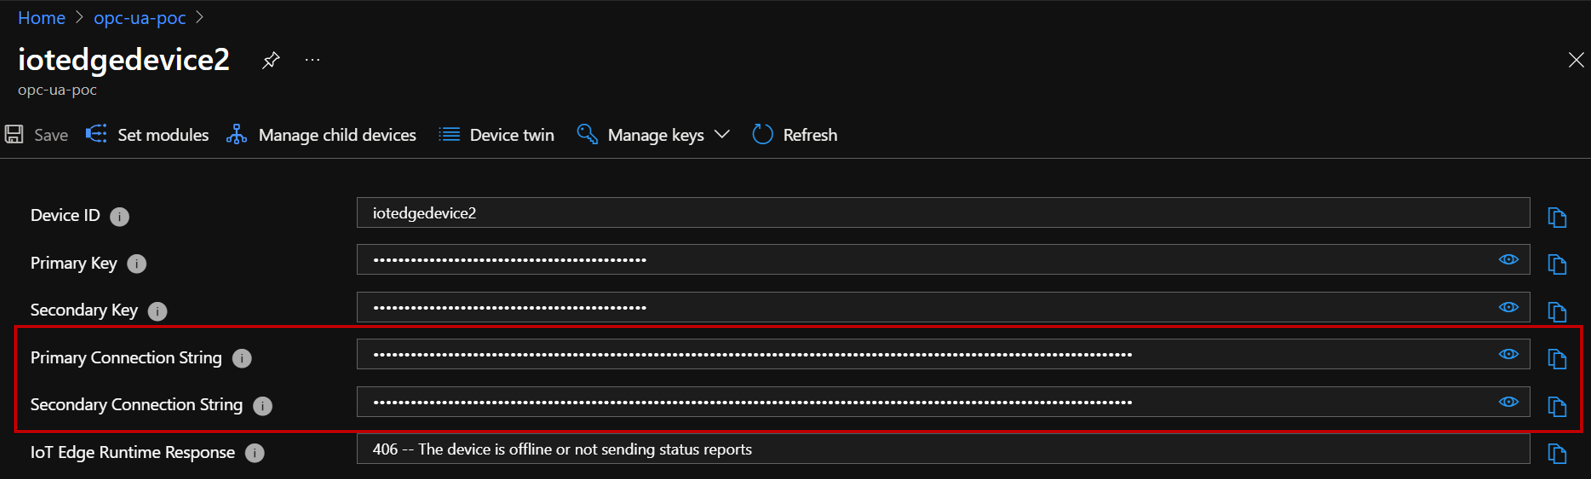 Home > opc-ua-poc >
iotedgedevice2 ...
opc-ua-poc
Save Set modules Manage child devices Device twin Manage keys Refresh
Device ID i iotedgedevice2
Primary Key i ••••••••••••••••••••••••••••••••••••••••••••
Secondary Key i ••••••••••••••••••••••••••••••••••••••••••••
Primary Connection String i ••••••••••••••••••••••••••••••••••••••••••••••••••••••••••••••••••••••••••••••••••••••••••••••••••••••••••••••••••••••••••
Secondary Connection String i ••••••••••••••••••••••••••••••••••••••••••••••••••••••••••••••••••••••••••••••••••••••••••••••••••••••••••••••••••••••••••
IoT Edge Runtime Response i 406 -- The device is offline or not sending status reports